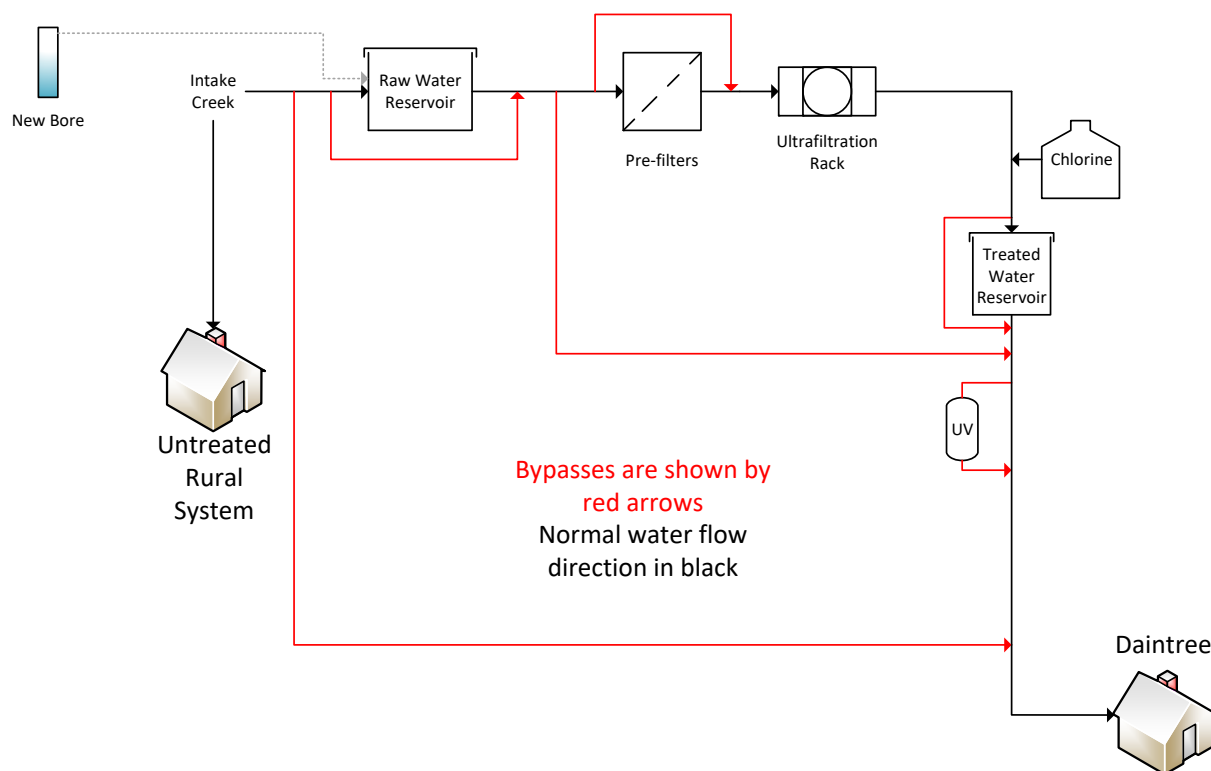 New Bore
Intake
Creek
Raw Water
Reservoir
Pre-filters
Ultrafiltration
Rack
Chlorine
Treated
Water
Reservoir
UV
Untreated
Rural
System
Bypasses are shown by
red arrows
Normal water flow
direction in black
Daintree